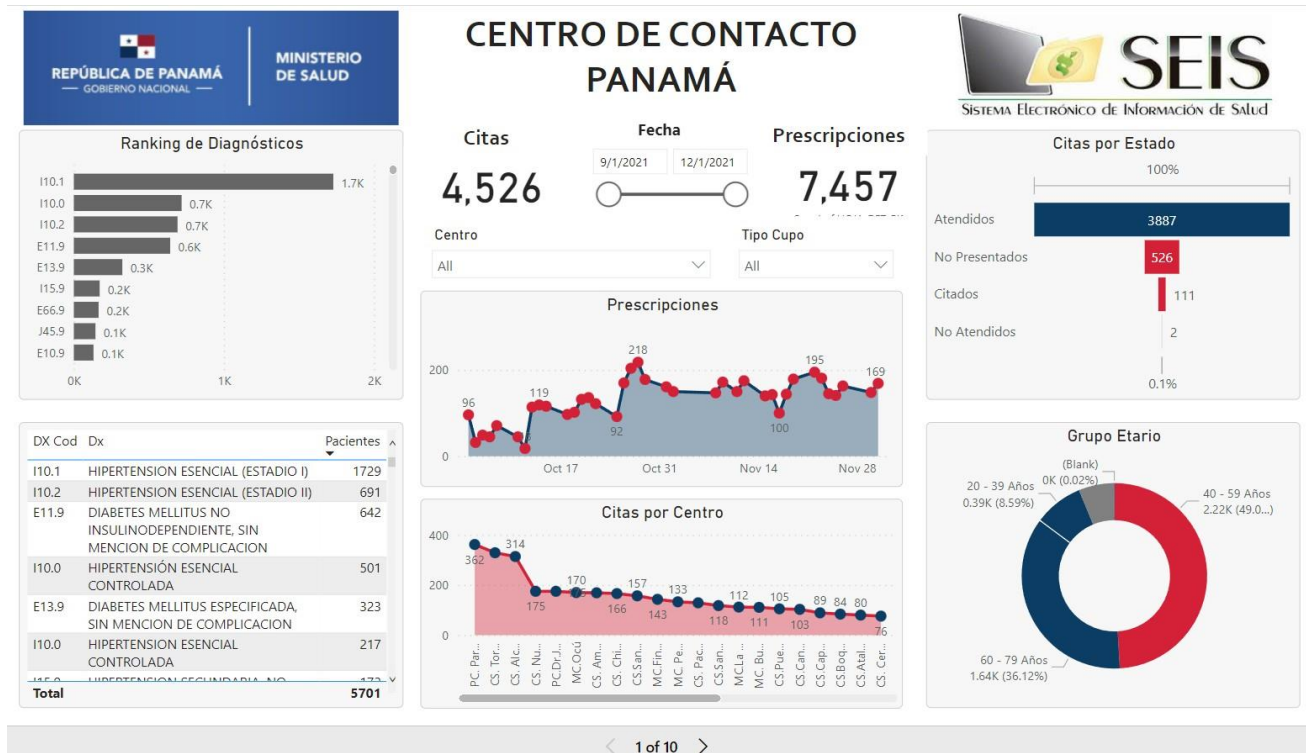 REPÚBLICA DE PANAMÁ
— GOBIERNO NACIONAL —
MINISTERIO
DE SALUD
CENTRO DE CONTACTO
PANAMÁ
SEIS
Sistema Electrónico de Información de Salud
Ranking de Diagnósticos
I10.1 1.7K
I10.0 0.7K
I10.2 0.7K
E11.9 0.6K
E13.9 0.3K
I15.9 0.2K
E66.9 0.2K
J45.9 0.1K
E10.9 0.1K
0K 1K 2K
Citas
4,526
Fecha
9/1/2021 12/1/2021
Prescripciones
7,457
Centro
All
Tipo Cupo
All
Citas por Estado
100%
Atendidos 3887
No Presentados 526
Citados 111
No Atendidos 2
0.1%
Prescripciones
200
0
96
119
92
218
100
195
169
Oct 17 Oct 31 Nov 14 Nov 28
DX Cod Dx Pacientes
I10.1 HIPERTENSION ESENCIAL (ESTADIO I) 1729
I10.2 HIPERTENSION ESENCIAL (ESTADIO II) 691
E11.9 DIABETES MELLITUS NO 642
INSULINODEPENDIENTE, SIN
MENCION DE COMPLICACION
I10.0 HIPERTENSIÓN ESENCIAL 501
CONTROLADA
E13.9 DIABETES MELLITUS ESPECIFICADA, 323
SIN MENCION DE COMPLICACION
I10.0 HIPERTENSION ESENCIAL 217
CONTROLADA
Total 5701
Citas por Centro
400
200
0
362
314
175
170
166
157
143
133
118
112
111
105
103
89
84
80
76
PC. Par...
CS. Tor...
CS. Alc...
CS. Nu...
PC.Dr.J...
MC.Ocú
CS. Am...
CS. Chi...
CS.San...
MC.Fin...
MC. Pe...
CS. Pac...
CS.San...
MC.La ...
MC. Bu...
CS.Pue...
CS.Can...
CS.Cap...
CS.Boq...
CS.Atal...
CS. Cer...
Grupo Etario
(Blank)
0K (0.02%)
20 - 39 Años
0.39K (8.59%)
40 - 59 Años
2.22K (49.0...)
60 - 79 Años
1.64K (36.12%)
1 of 10